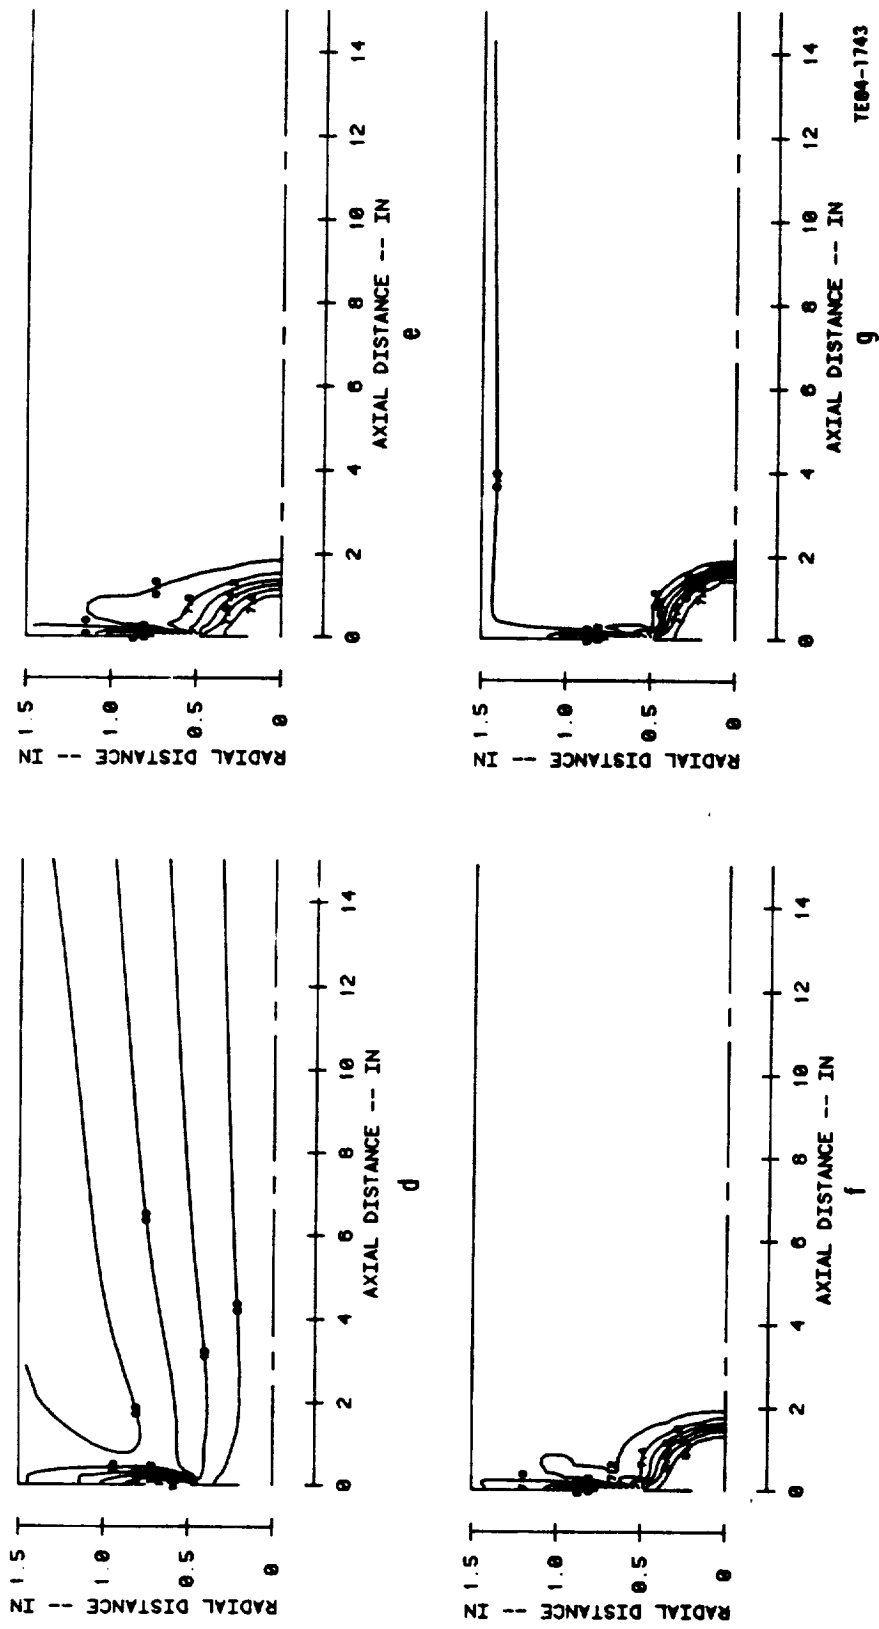 RADIAL DISTANCE -- IN
1.5
1.0
0.5
0
0 2 4 6 8 10 12 14
AXIAL DISTANCE -- IN
d
RADIAL DISTANCE -- IN
1.5
1.0
0.5
0
0 2 4 6 8 10 12 14
AXIAL DISTANCE -- IN
e
RADIAL DISTANCE -- IN
1.5
1.0
0.5
0
0 2 4 6 8 10 12 14
AXIAL DISTANCE -- IN
f
RADIAL DISTANCE -- IN
1.5
1.0
0.5
0
0 2 4 6 8 10 12 14
AXIAL DISTANCE -- IN
g
TE84-1743